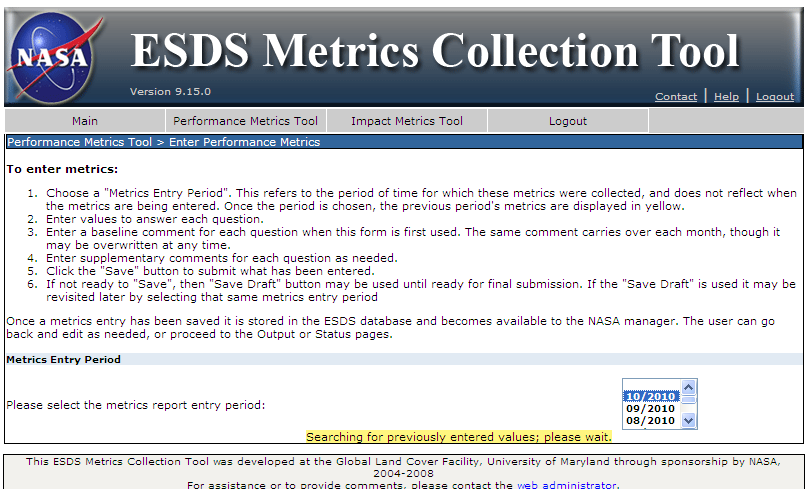 NASA
ESDS Metrics Collection Tool
Version 9.15.0
Contact | Help | Logout
Main
Performance Metrics Tool
Impact Metrics Tool
Logout
Performance Metrics Tool > Enter Performance Metrics
To enter metrics:
1. Choose a "Metrics Entry Period". This refers to the period of time for which these metrics were collected, and does not reflect when
the metrics are being entered. Once the period is chosen, the previous period's metrics are displayed in yellow.
2. Enter values to answer each question.
3. Enter a baseline comment for each question when this form is first used. The same comment carries over each month, though it
may be overwritten at any time.
4. Enter supplementary comments for each question as needed.
5. Click the "Save" button to submit what has been entered.
6. If not ready to "Save", then "Save Draft" button may be used until ready for final submission. If the "Save Draft" is used it may be
revisited later by selecting that same metrics entry period
Once a metrics entry has been saved it is stored in the ESDS database and becomes available to the NASA manager. The user can go
back and edit as needed, or proceed to the Output or Status pages.
Metrics Entry Period
Please select the metrics report entry period:
10/2010
09/2010
08/2010
Searching for previously entered values; please wait.
This ESDS Metrics Collection Tool was developed at the Global Land Cover Facility, University of Maryland through sponsorship by NASA,
2004-2008
For assistance or to provide comments, please contact the web administrator.